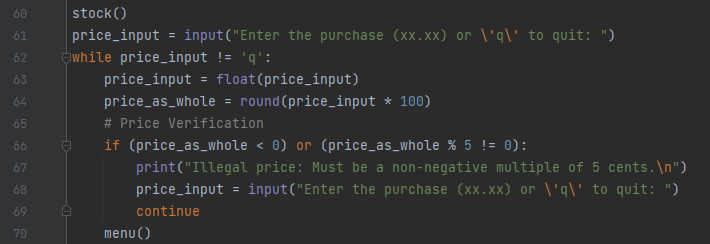 60 stock()
61 price_input = input("Enter the purchase (xx.xx) or \'q\' to quit: ")
62 while price_input != 'q':
63     price_input = float(price_input)
64     price_as_whole = round(price_input * 100)
65     # Price Verification
66     if (price_as_whole < 0) or (price_as_whole % 5 != 0):
67         print("Illegal price: Must be a non-negative multiple of 5 cents.\n")
68         price_input = input("Enter the purchase (xx.xx) or \'q\' to quit: ")
69         continue
70     menu()